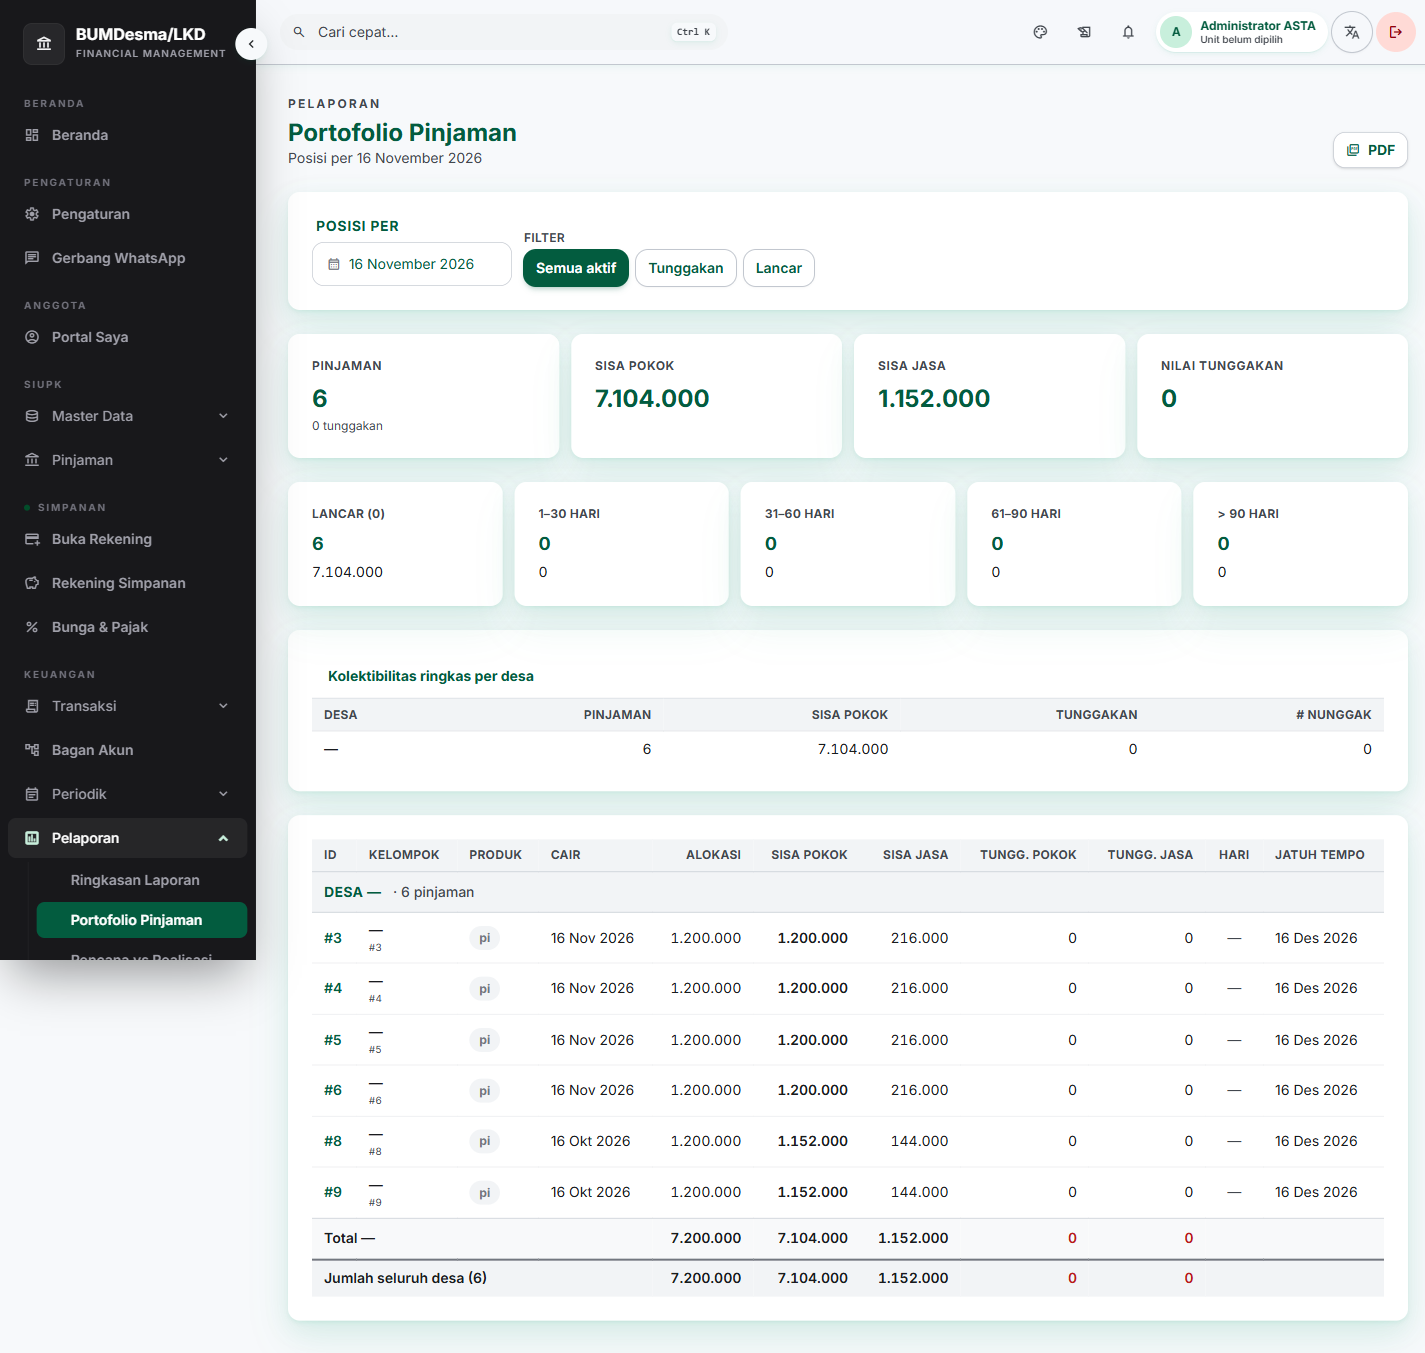 BUMDesma/LKD
FINANCIAL MANAGEMENT
BERANDA
Beranda
PENGATURAN
Pengaturan
Gerbang WhatsApp
ANGGOTA
Portal Saya
SIUPK
Master Data
Pinjaman
SIMPANAN
Buka Rekening
Rekening Simpanan
Bunga & Pajak
KEUANGAN
Transaksi
Bagan Akun
Periodik
Pelaporan
Ringkasan Laporan
Portofolio Pinjaman
Rencana vs Realisasi
Cari cepat... Ctrl K
A Administrator ASTA
Unit belum dipilih
PELAPORAN
Portofolio Pinjaman
Posisi per 16 November 2026
PDF
POSISI PER
16 November 2026
FILTER
Semua aktif Tunggakan Lancar
PINJAMAN
6
0 tunggakan
SISA POKOK
7.104.000
SISA JASA
1.152.000
NILAI TUNGGAKAN
0
LANCAR (0)
6
7.104.000
1–30 HARI
0
0
31–60 HARI
0
0
61–90 HARI
0
0
> 90 HARI
0
0
Kolektibilitas ringkas per desa
DESA PINJAMAN SISA POKOK TUNGGAKAN # NUNGGAK
— 6 7.104.000 0 0
ID KELOMPOK PRODUK CAIR ALOKASI SISA POKOK SISA JASA TUNGG. POKOK TUNGG. JASA HARI JATUH TEMPO
DESA — · 6 pinjaman
#3 — pi 16 Nov 2026 1.200.000 1.200.000 216.000 0 0 — 16 Des 2026
#3
#4 — pi 16 Nov 2026 1.200.000 1.200.000 216.000 0 0 — 16 Des 2026
#4
#5 — pi 16 Nov 2026 1.200.000 1.200.000 216.000 0 0 — 16 Des 2026
#5
#6 — pi 16 Nov 2026 1.200.000 1.200.000 216.000 0 0 — 16 Des 2026
#6
#8 — pi 16 Okt 2026 1.200.000 1.152.000 144.000 0 0 — 16 Des 2026
#8
#9 — pi 16 Okt 2026 1.200.000 1.152.000 144.000 0 0 — 16 Des 2026
#9
Total — 7.200.000 7.104.000 1.152.000 0 0
Jumlah seluruh desa (6) 7.200.000 7.104.000 1.152.000 0 0